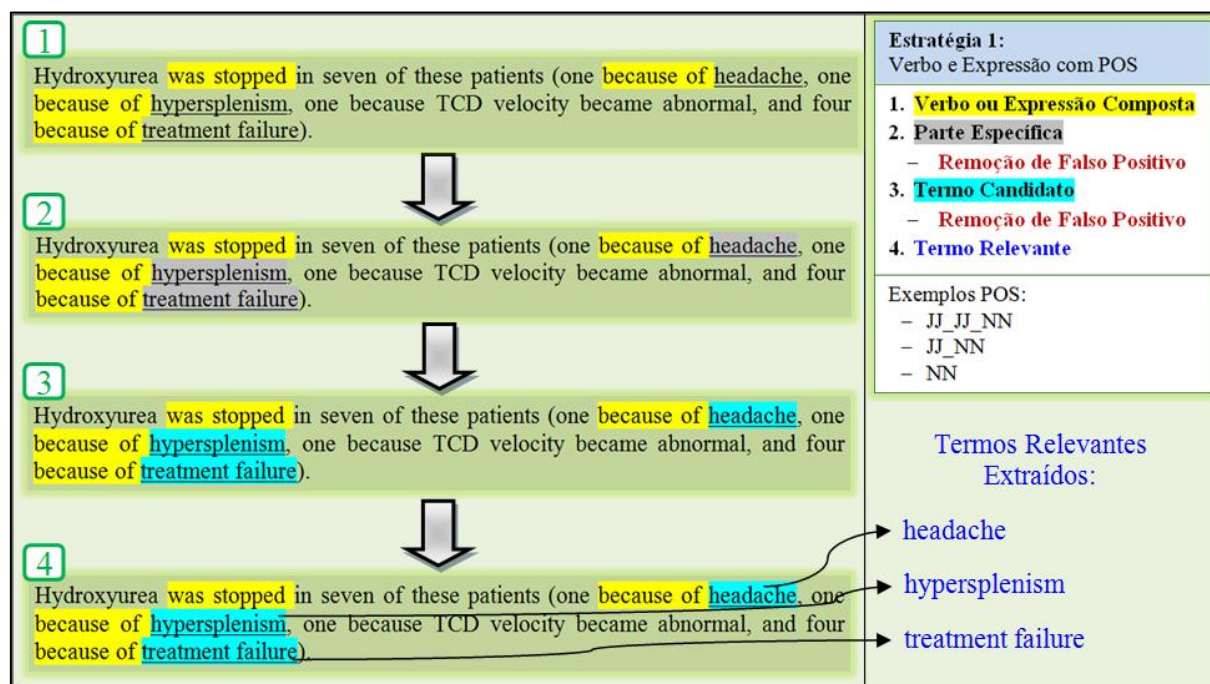 1
Hydroxyurea was stopped in seven of these patients (one because of headache, one
because of hypersplenism, one because TCD velocity became abnormal, and four
because of treatment failure).
2
Hydroxyurea was stopped in seven of these patients (one because of headache, one
because of hypersplenism, one because TCD velocity became abnormal, and four
because of treatment failure).
3
Hydroxyurea was stopped in seven of these patients (one because of headache, one
because of hypersplenism, one because TCD velocity became abnormal, and four
because of treatment failure).
4
Hydroxyurea was stopped in seven of these patients (one because of headache, one
because of hypersplenism, one because TCD velocity became abnormal, and four
because of treatment failure).
Estratégia 1:
Verbo e Expressão com POS
1. Verbo ou Expressão Composta
2. Parte Específica
– Remoção de Falso Positivo
3. Termo Candidato
– Remoção de Falso Positivo
4. Termo Relevante
Exemplos POS:
– JJ_JJ_NN
– JJ_NN
– NN
Termos Relevantes
Extraídos:
headache
hypersplenism
treatment failure